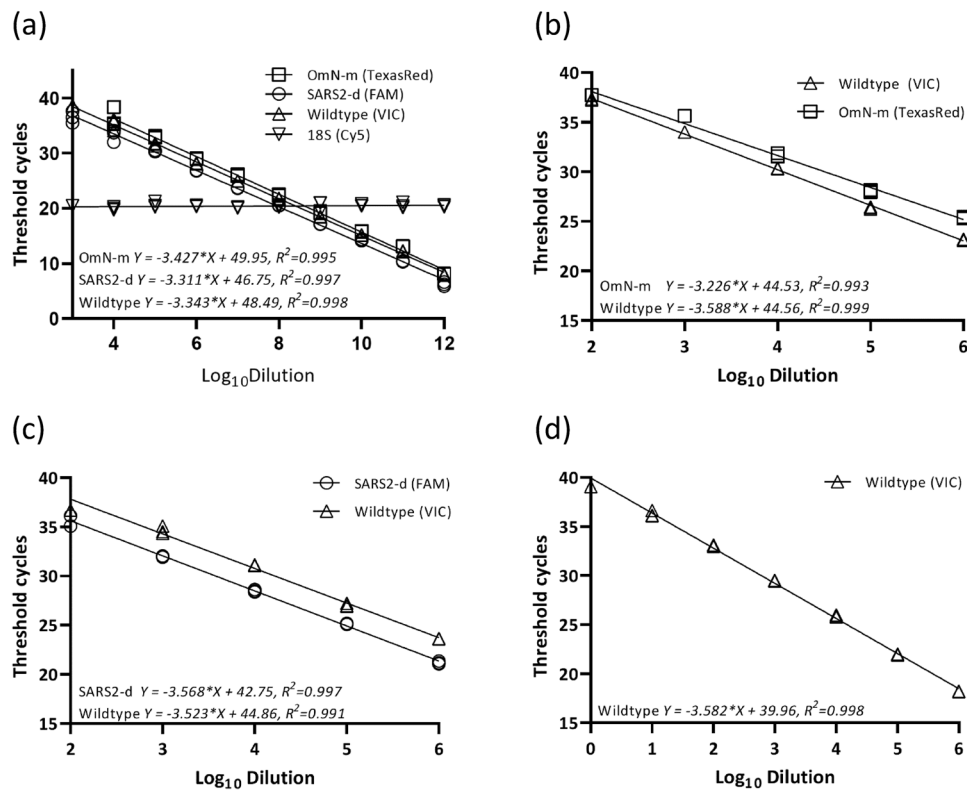 (a)
OmN-m (TexasRed)
SARS2-d (FAM)
Wildtype (VIC)
18S (Cy5)
Threshold cycles
40
30
20
10
0
OmN-m Y = -3.427*X + 49.95, R²=0.995
SARS2-d Y = -3.311*X + 46.75, R²=0.997
Wildtype Y = -3.343*X + 48.49, R²=0.998
4 6 8 10 12
Log₁₀Dilution
(b)
Wildtype (VIC)
OmN-m (TexasRed)
Threshold cycles
40
35
30
25
20
15
OmN-m Y = -3.226*X + 44.53, R²=0.993
Wildtype Y = -3.588*X + 44.56, R²=0.999
2 3 4 5 6
Log₁₀ Dilution
(c)
SARS2-d (FAM)
Wildtype (VIC)
Threshold cycles
40
35
30
25
20
15
SARS2-d Y = -3.568*X + 42.75, R²=0.997
Wildtype Y = -3.523*X + 44.86, R²=0.991
2 3 4 5 6
Log₁₀ Dilution
(d)
Wildtype (VIC)
Threshold cycles
40
35
30
25
20
15
Wildtype Y = -3.582*X + 39.96, R²=0.998
0 1 2 3 4 5 6
Log₁₀ Dilution